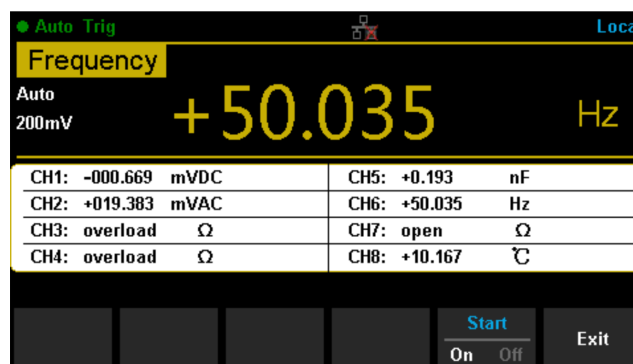 Auto Trig
Loca
Frequency
Auto
200mV
+50.035 Hz
CH1: -000.669 mVDC
CH5: +0.193 nF
CH2: +019.383 mVAC
CH6: +50.035 Hz
CH3: overload Ω
CH7: open Ω
CH4: overload Ω
CH8: +10.167 ℃
Start
On Off
Exit